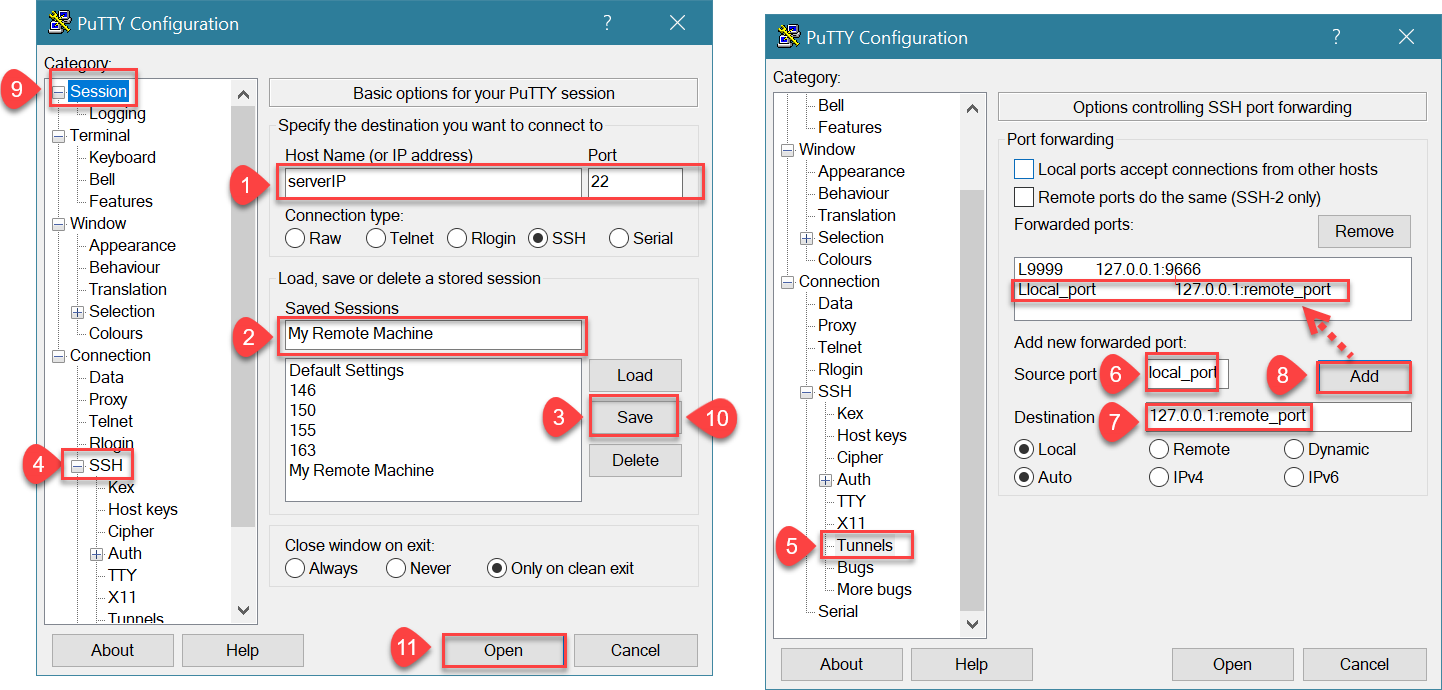 PuTTY Configuration
?
Category:
9
Session
Logging
Terminal
Keyboard
Bell
Features
Window
Appearance
Behaviour
Translation
Selection
Colours
Connection
Data
Proxy
Telnet
Rlogin
4
SSH
Kex
Host keys
Cipher
Auth
TTY
X11
Tunnels
Basic options for your PuTTY session
Specify the destination you want to connect to
Host Name (or IP address) Port
1
serverIP 22
Connection type:
Raw Telnet Rlogin SSH Serial
Load, save or delete a stored session
Saved Sessions
2
My Remote Machine
Default Settings
146
150
155
163
My Remote Machine
Load
3
Save
10
Delete
Close window on exit:
Always Never Only on clean exit
About Help
11
Open Cancel
PuTTY Configuration
?
Category:
Bell
Features
Window
Appearance
Behaviour
Translation
Selection
Colours
Connection
Data
Proxy
Telnet
Rlogin
SSH
Kex
Host keys
Cipher
Auth
TTY
X11
5
Tunnels
Bugs
More bugs
Serial
Options controlling SSH port forwarding
Port forwarding
Local ports accept connections from other hosts
Remote ports do the same (SSH-2 only)
Forwarded ports:
Remove
L9999 127.0.0.1:9666
Llocal_port 127.0.0.1:remote_port
Add new forwarded port:
Source port
6
local_port
8
Add
Destination
7
127.0.0.1:remote_port
Local Remote Dynamic
Auto IPv4 IPv6
About Help Open Cancel